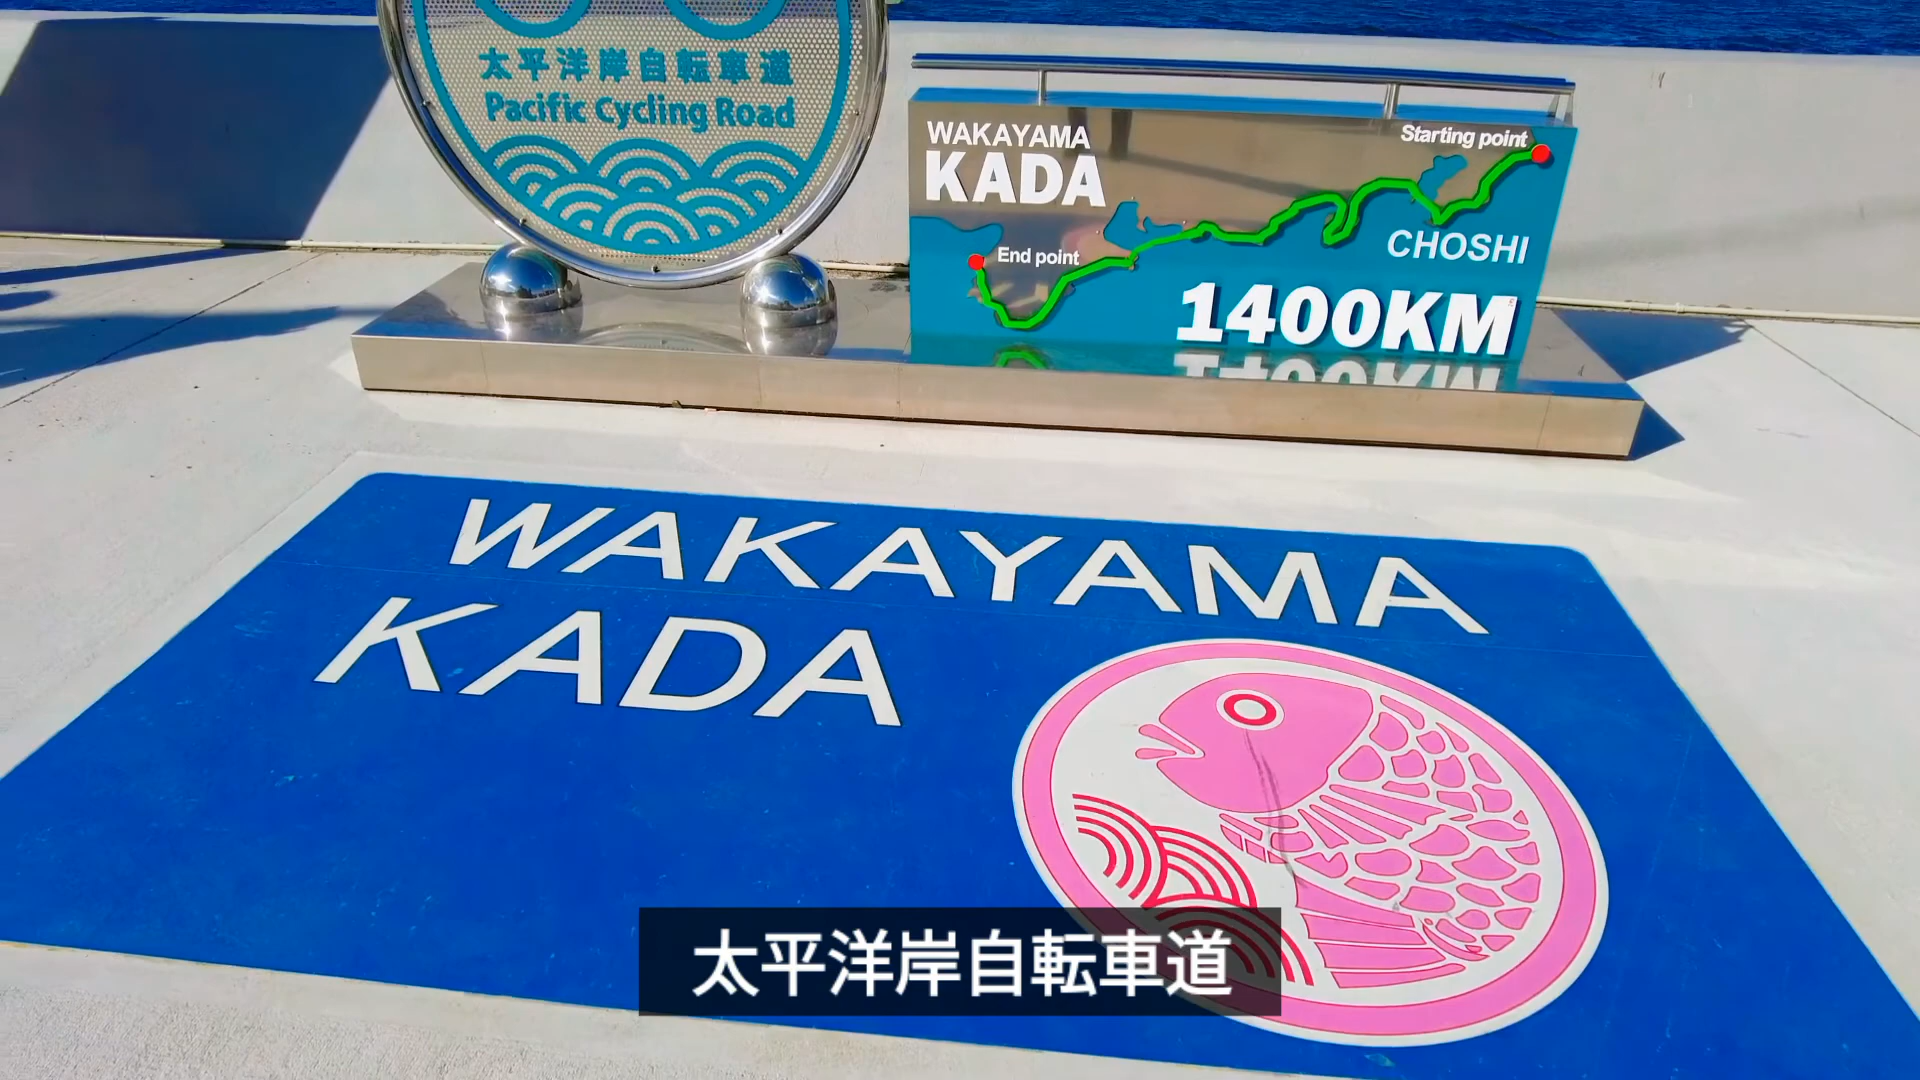 太平洋岸自転車道
Pacific Cycling Road
WAKAYAMA
KADA
Starting point
End point
CHOSHI
1400KM
WAKAYAMA
KADA
太平洋岸自転車道